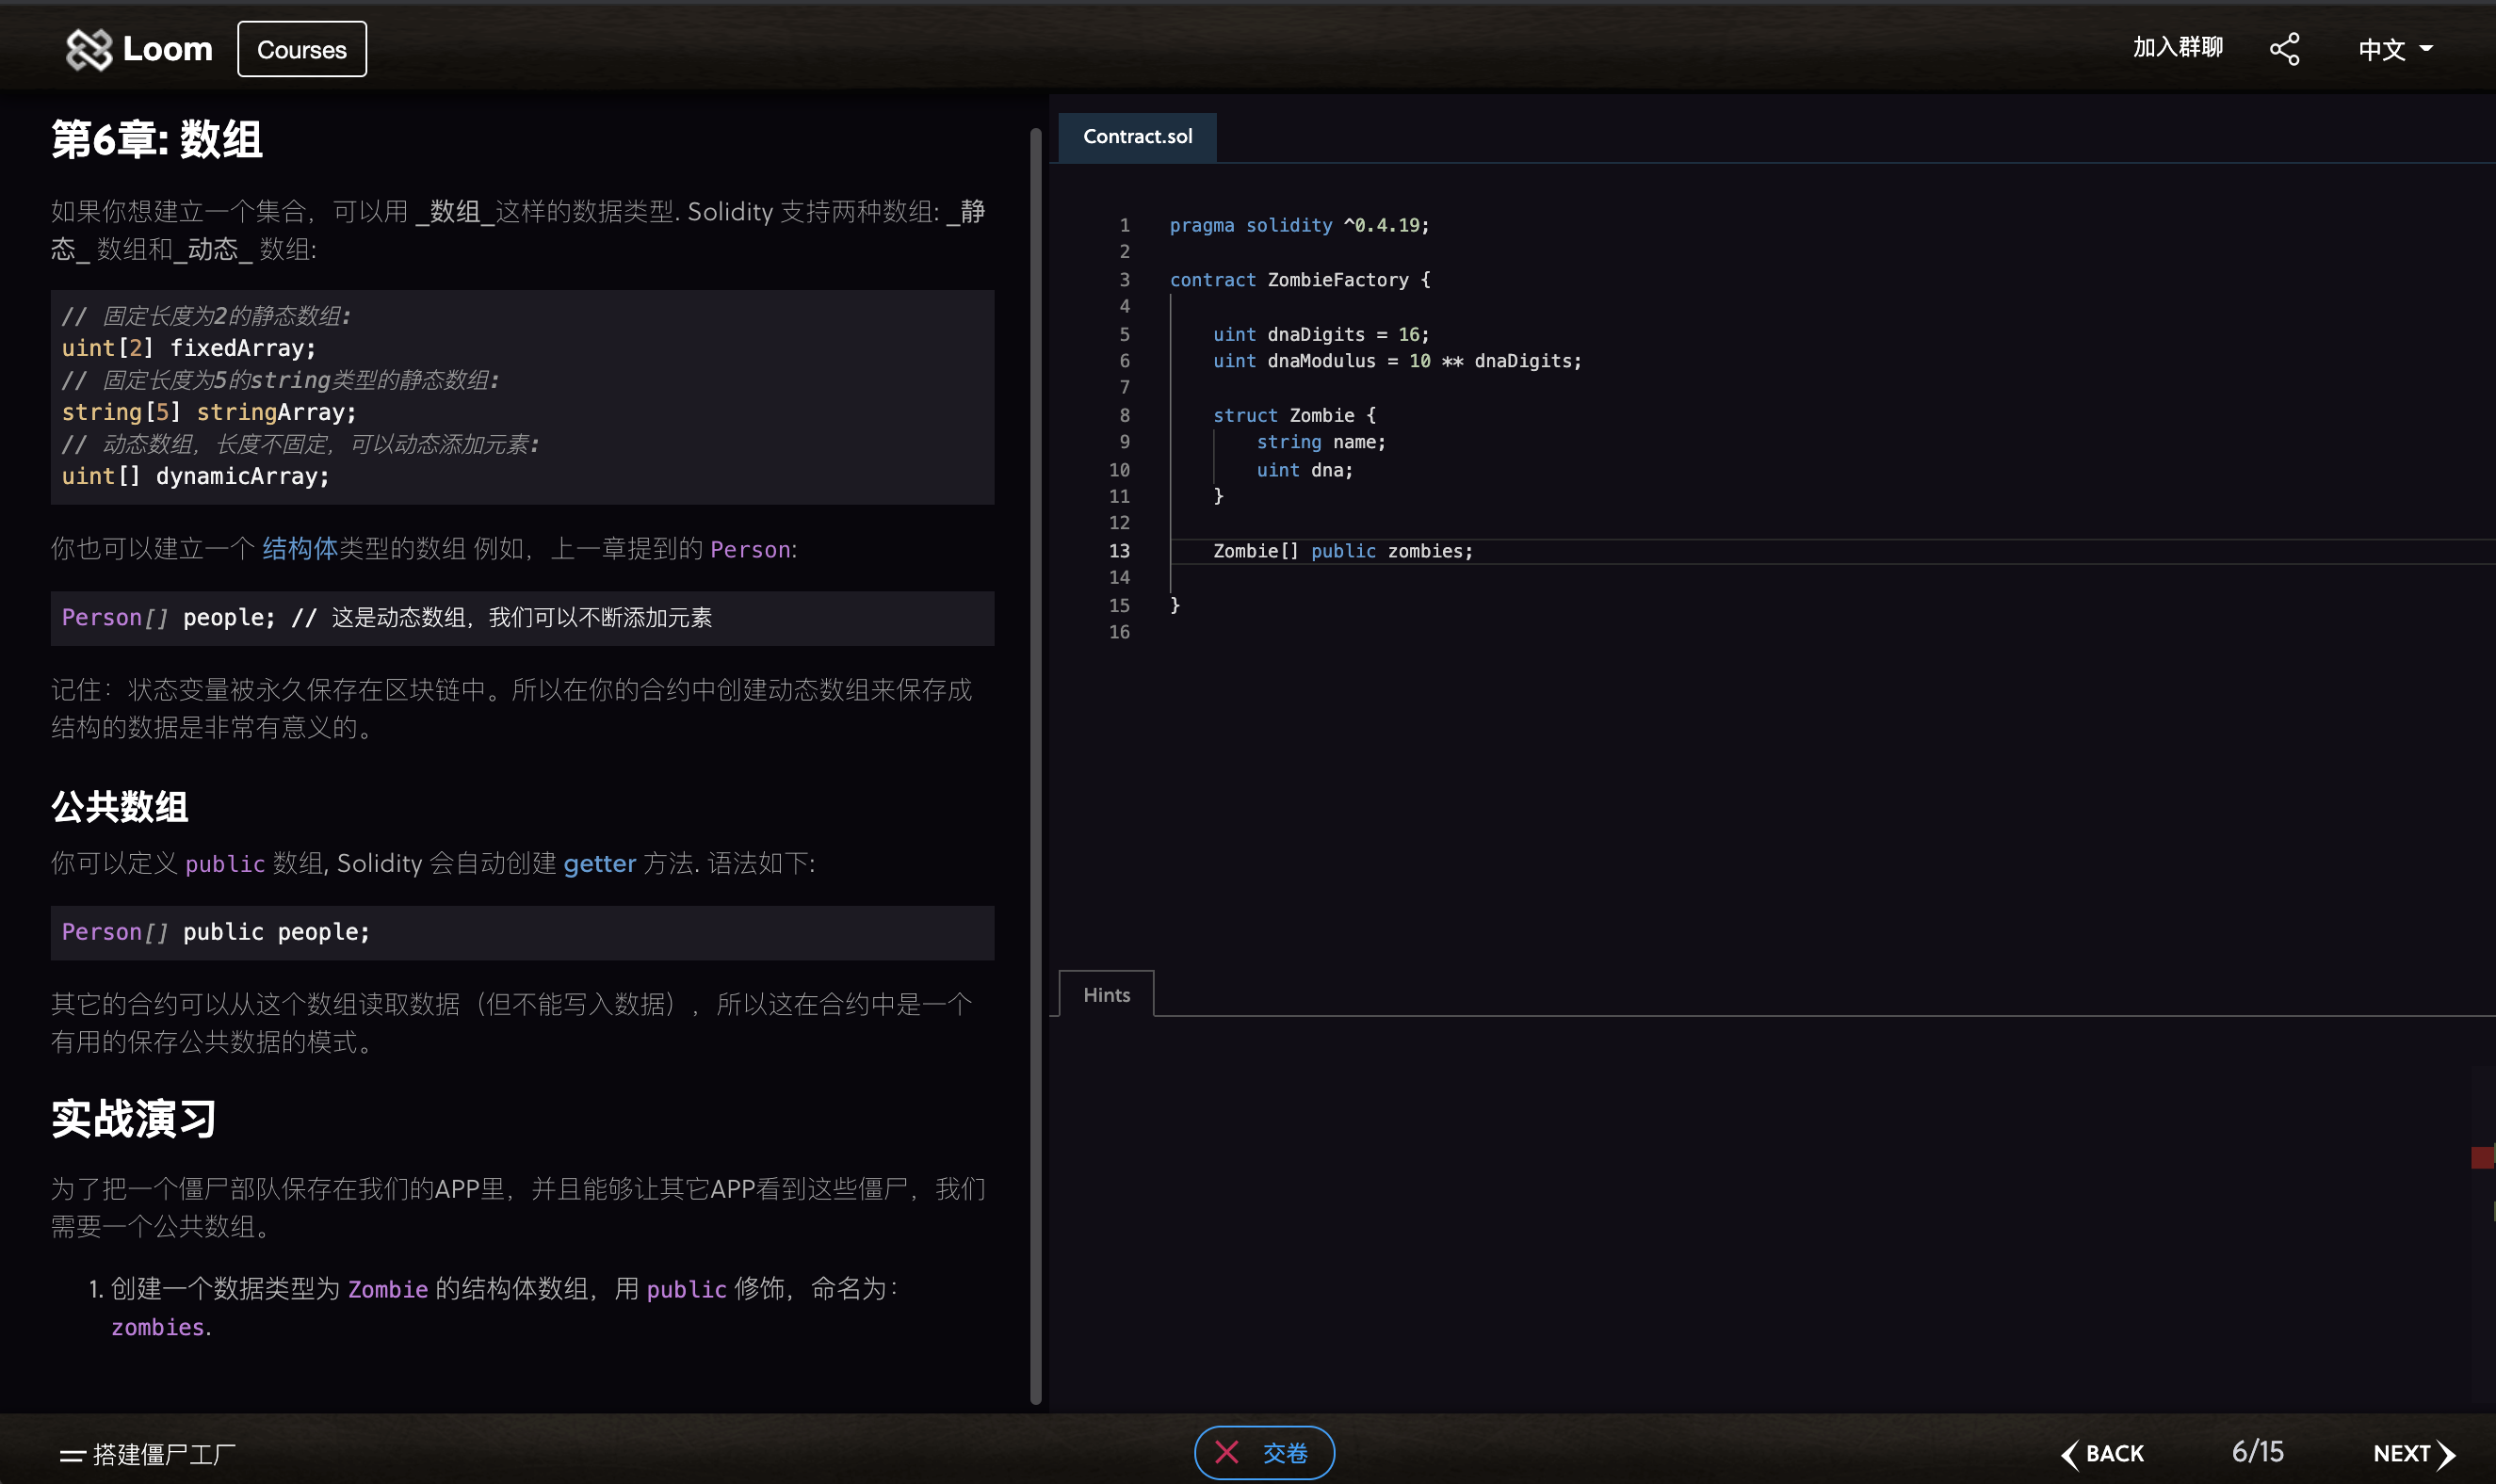 Loom
Courses
加入群聊
中文
第6章: 数组
如果你想建立一个集合，可以用 _数组_这样的数据类型. Solidity 支持两种数组: _静
态_ 数组和_动态_ 数组:
// 固定长度为2的静态数组:
uint[2] fixedArray;
// 固定长度为5的string类型的静态数组:
string[5] stringArray;
// 动态数组，长度不固定，可以动态添加元素:
uint[] dynamicArray;
你也可以建立一个 结构体类型的数组 例如，上一章提到的 Person:
Person[] people; // 这是动态数组，我们可以不断添加元素
记住：状态变量被永久保存在区块链中。所以在你的合约中创建动态数组来保存成
结构的数据是非常有意义的。
公共数组
你可以定义 public 数组, Solidity 会自动创建 getter 方法. 语法如下:
Person[] public people;
其它的合约可以从这个数组读取数据（但不能写入数据），所以这在合约中是一个
有用的保存公共数据的模式。
实战演习
为了把一个僵尸部队保存在我们的APP里，并且能够让其它APP看到这些僵尸，我们
需要一个公共数组。
1. 创建一个数据类型为 Zombie 的结构体数组，用 public 修饰，命名为：
zombies.
Contract.sol
1 pragma solidity ^0.4.19;
2
3 contract ZombieFactory {
4
5 uint dnaDigits = 16;
6 uint dnaModulus = 10 ** dnaDigits;
7
8 struct Zombie {
9 string name;
10 uint dna;
11 }
12
13 Zombie[] public zombies;
14
15 }
16
Hints
搭建僵尸工厂
交卷
BACK
6/15
NEXT